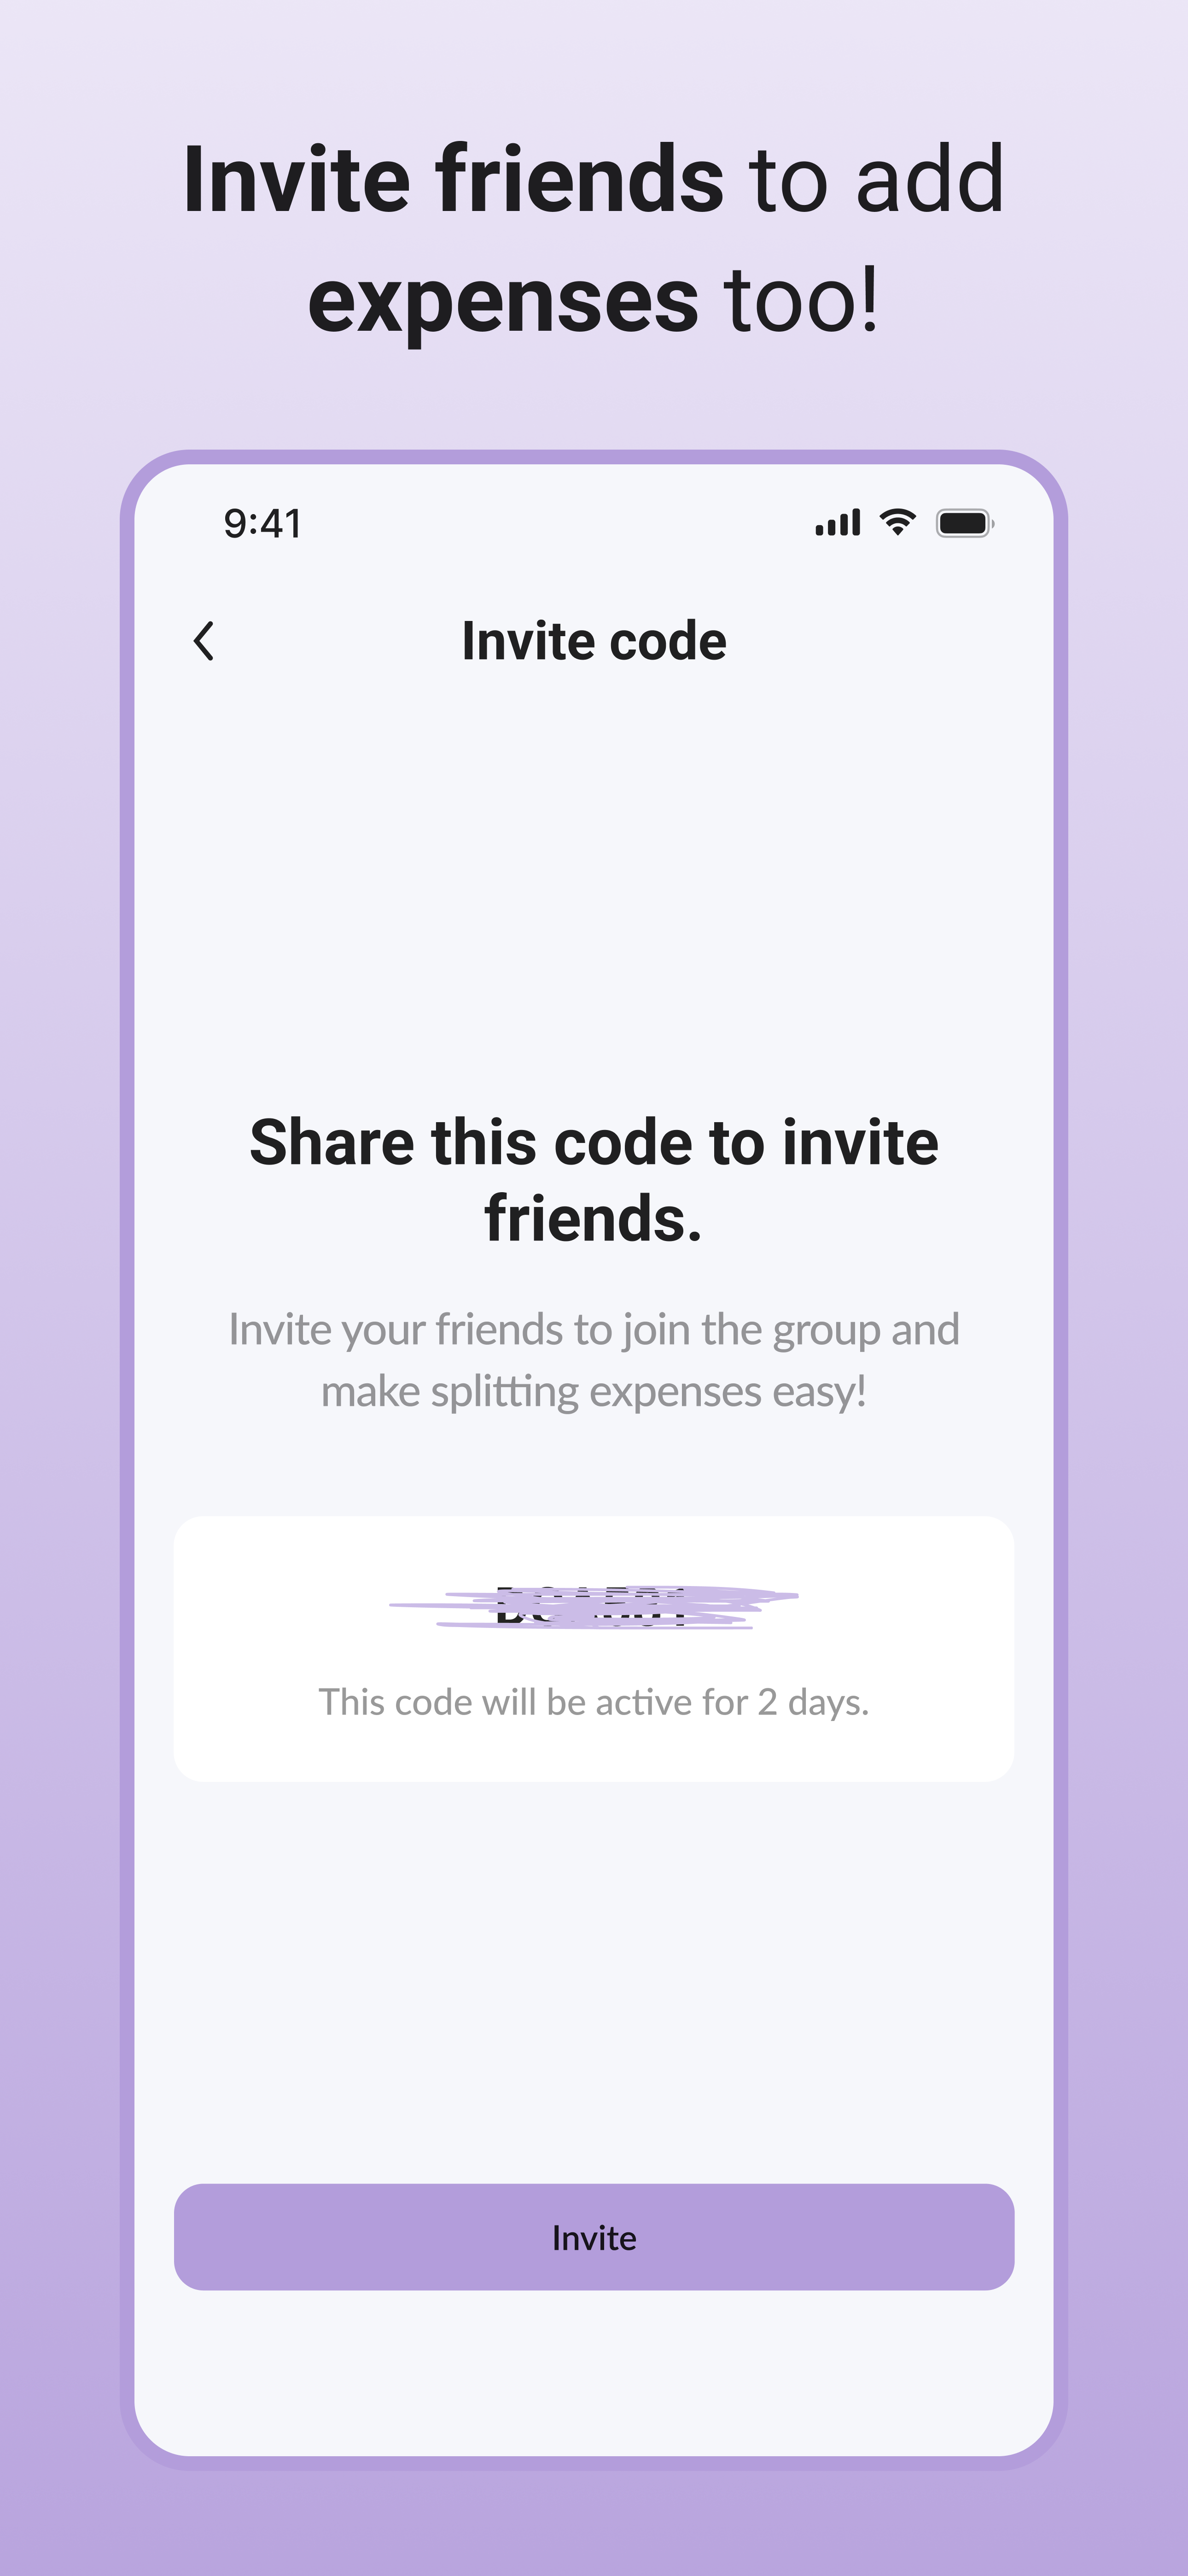 Invite friends to add
expenses too!
9:41
Invite code
Share this code to invite
friends.
Invite your friends to join the group and
make splitting expenses easy!
This code will be active for 2 days.
Invite